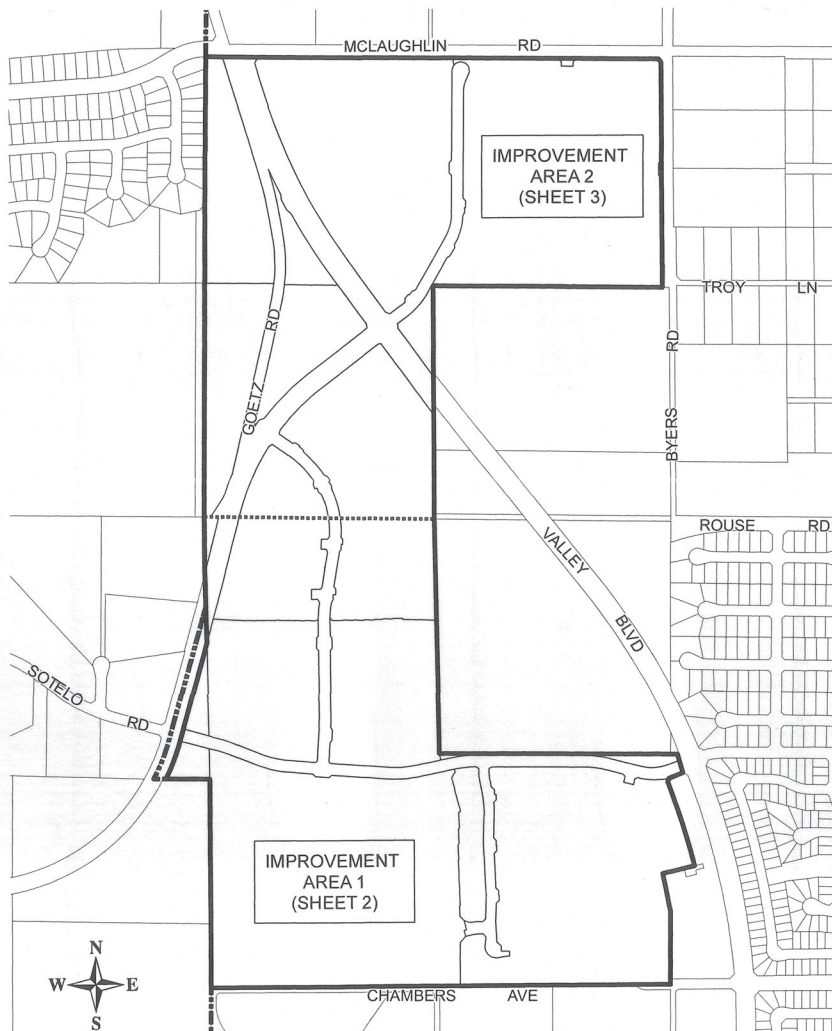 MCLAUGHLIN RD
IMPROVEMENT
AREA 2
(SHEET 3)
TROY LN
GOETZ RD
BYERS RD
ROUSE RD
VALLEY BLVD
SOTELO RD
IMPROVEMENT
AREA 1
(SHEET 2)
N
W E
S
CHAMBERS AVE